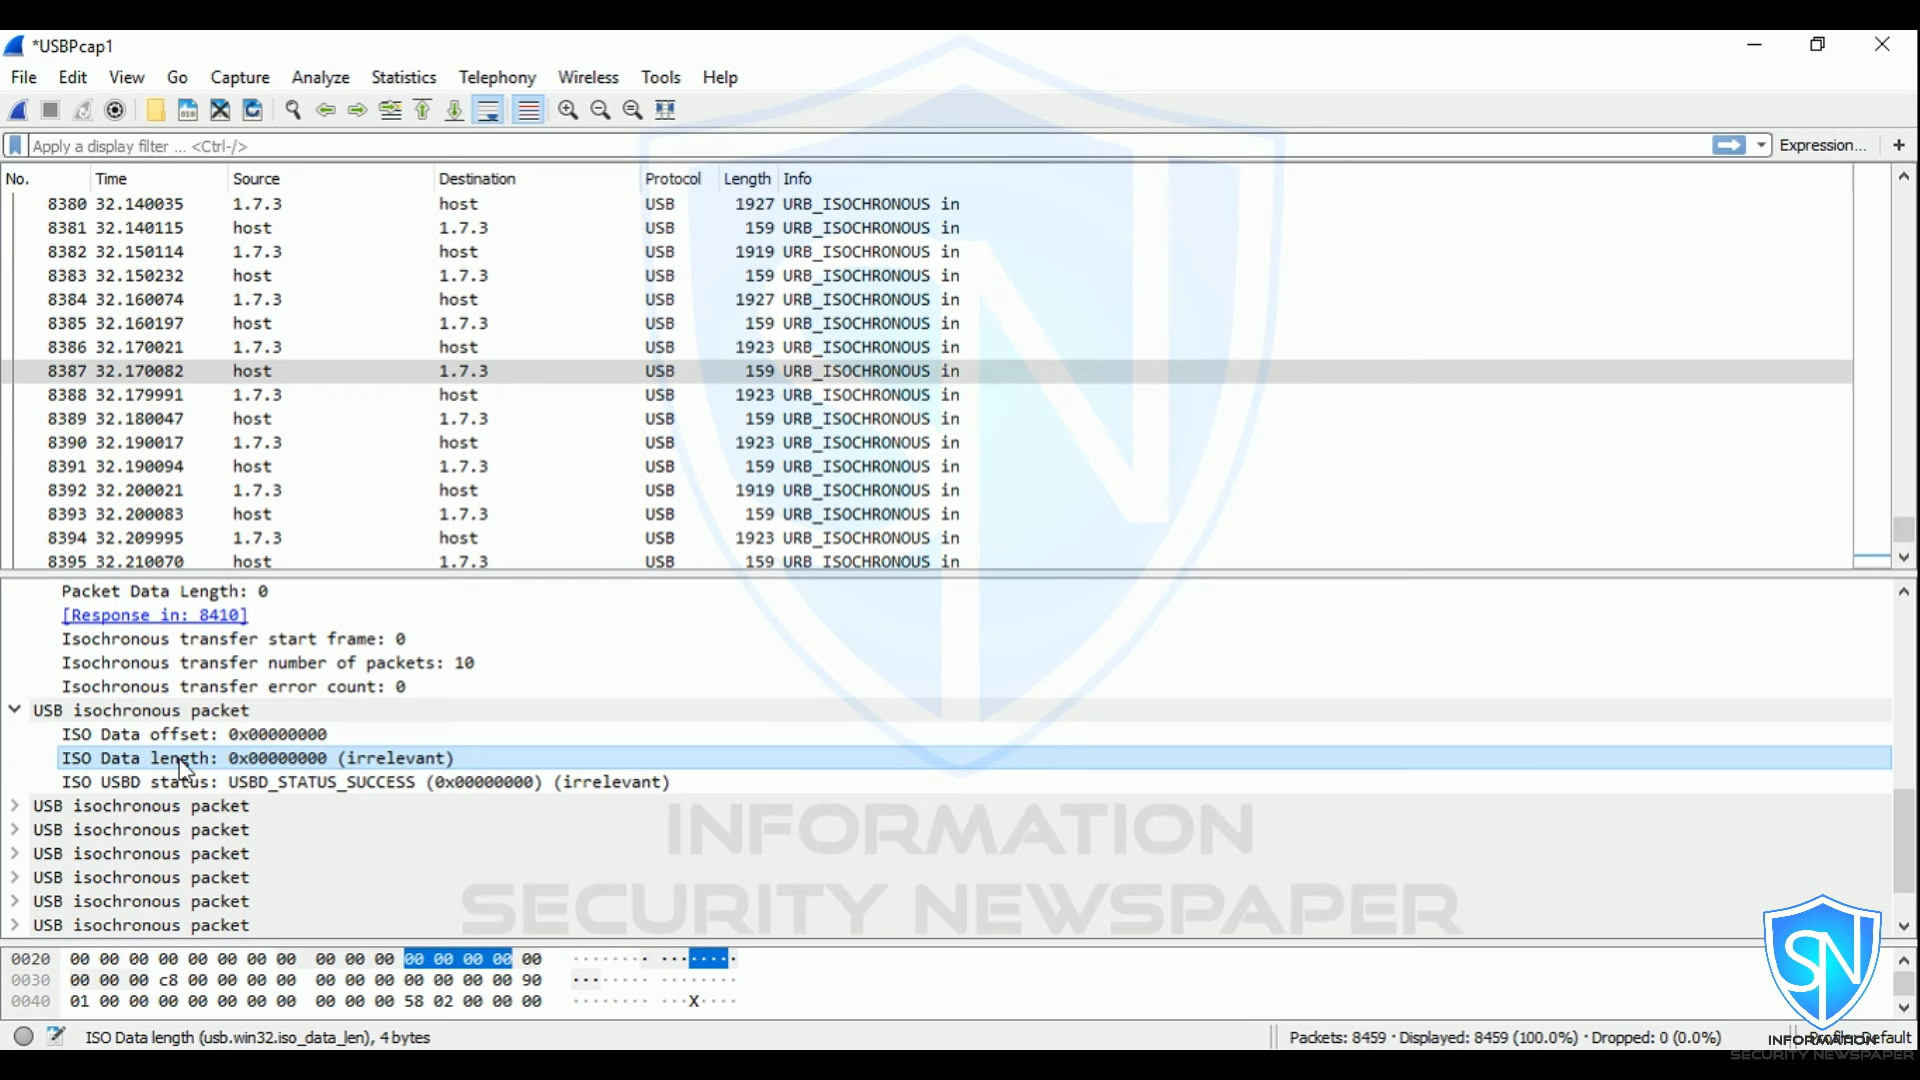 *USBPcap1
File Edit View Go Capture Analyze Statistics Telephony Wireless Tools Help
Apply a display filter ... <Ctrl-/> Expression... +
No. Time Source Destination Protocol Length Info
8380 32.140035 1.7.3 host USB 1927 URB_ISOCHRONOUS in
8381 32.140115 host 1.7.3 USB 159 URB_ISOCHRONOUS in
8382 32.150114 1.7.3 host USB 1919 URB_ISOCHRONOUS in
8383 32.150232 host 1.7.3 USB 159 URB_ISOCHRONOUS in
8384 32.160074 1.7.3 host USB 1927 URB_ISOCHRONOUS in
8385 32.160197 host 1.7.3 USB 159 URB_ISOCHRONOUS in
8386 32.170021 1.7.3 host USB 1923 URB_ISOCHRONOUS in
8387 32.170082 host 1.7.3 USB 159 URB_ISOCHRONOUS in
8388 32.179991 1.7.3 host USB 1923 URB_ISOCHRONOUS in
8389 32.180047 host 1.7.3 USB 159 URB_ISOCHRONOUS in
8390 32.190017 1.7.3 host USB 1923 URB_ISOCHRONOUS in
8391 32.190094 host 1.7.3 USB 159 URB_ISOCHRONOUS in
8392 32.200021 1.7.3 host USB 1919 URB_ISOCHRONOUS in
8393 32.200083 host 1.7.3 USB 159 URB_ISOCHRONOUS in
8394 32.209995 1.7.3 host USB 1923 URB_ISOCHRONOUS in
8395 32.210070 host 1.7.3 USB 159 URB_ISOCHRONOUS in
Packet Data Length: 0
[Response in: 8410]
Isochronous transfer start frame: 0
Isochronous transfer number of packets: 10
Isochronous transfer error count: 0
USB isochronous packet
ISO Data offset: 0x00000000
ISO Data length: 0x00000000 (irrelevant)
ISO USBD status: USBD_STATUS_SUCCESS (0x00000000) (irrelevant)
USB isochronous packet
USB isochronous packet
USB isochronous packet
USB isochronous packet
USB isochronous packet
USB isochronous packet
INFORMATION
SECURITY NEWSPAPER
SN
0020 00 00 00 00 00 00 00 00 00 00 00 00 00 00 00 00 ········ ········
0030 00 00 00 c8 00 00 00 00 00 00 00 00 00 00 00 90 ········ ········
0040 01 00 00 00 00 00 00 00 00 00 00 58 02 00 00 00 ········ ···X····
ISO Data length (usb.win32.iso_data_len), 4 bytes
Packets: 8459 · Displayed: 8459 (100.0%) · Dropped: 0 (0.0%)
Profile: Default
INFORMATION
SECURITY NEWSPAPER